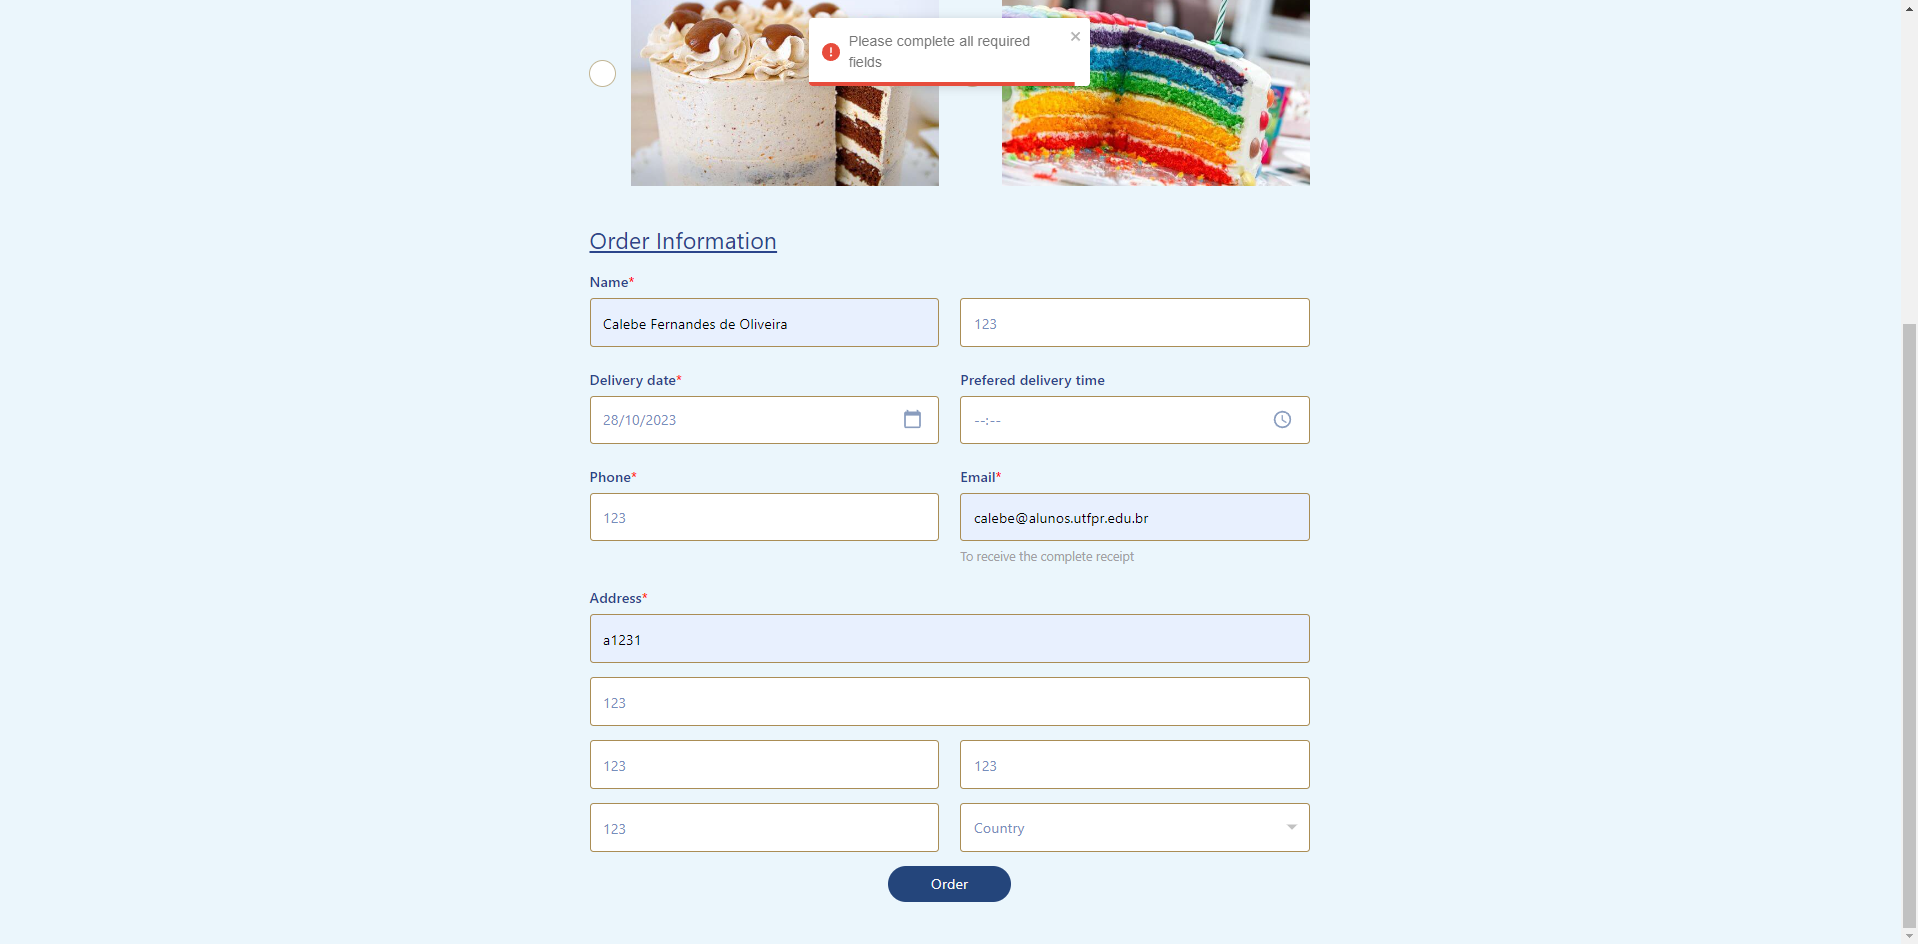 Please complete all required
fields
Order Information
Name*
Calebe Fernandes de Oliveira
123
Delivery date*
Prefered delivery time
28/10/2023
--:--
Phone*
Email*
123
calebe@alunos.utfpr.edu.br
To receive the complete receipt
Address*
a1231
123
123
123
123
Country
Order